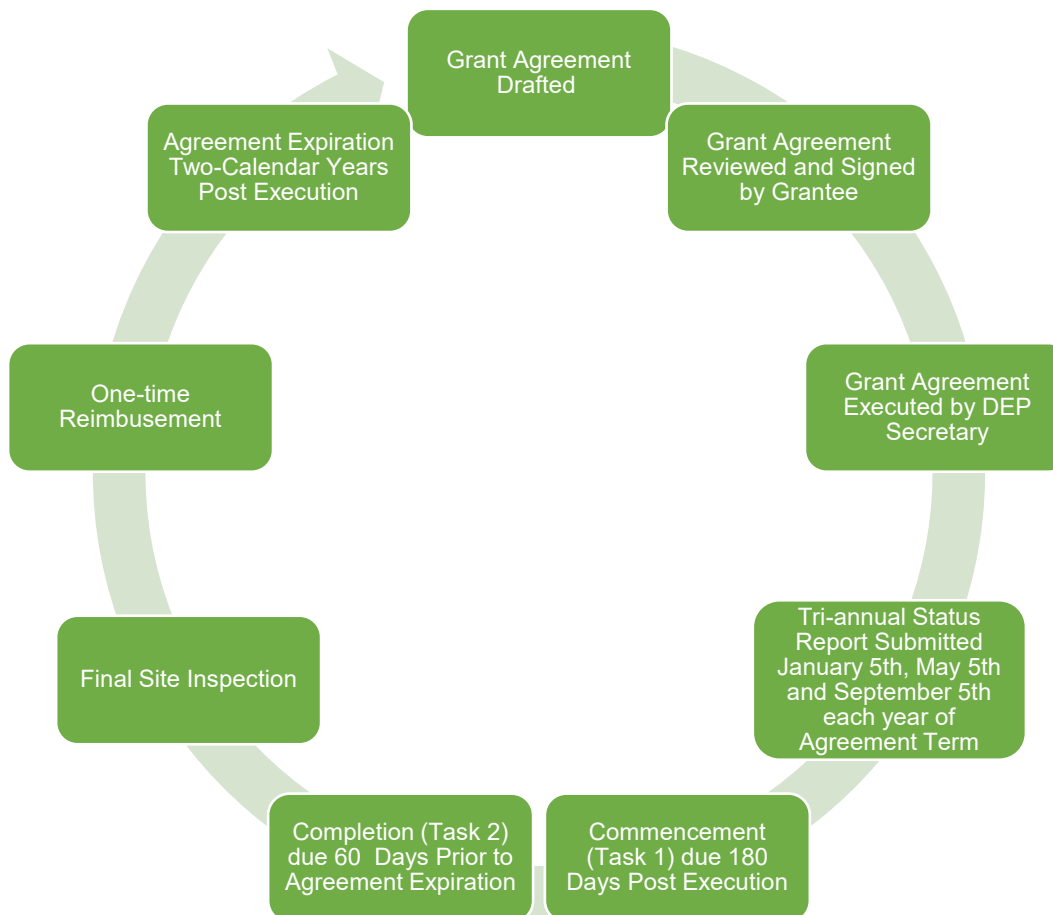 Grant Agreement
Drafted
Grant Agreement
Reviewed and Signed
by Grantee
Grant Agreement
Executed by DEP
Secretary
Tri-annual Status
Report Submitted
January 5th, May 5th
and September 5th
each year of
Agreement Term
Commencement
(Task 1) due 180
Days Post Execution
Completion (Task 2)
due 60  Days Prior to
Agreement Expiration
Final Site Inspection
One-time
Reimbusement
Agreement Expiration
Two-Calendar Years
Post Execution